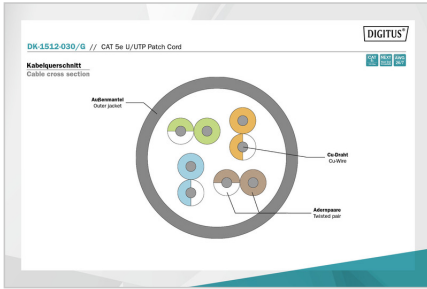 DIGITUS®
DK-1512-030/G // CAT 5e U/UTP Patch Cord
Kabelquerschnitt
Cable cross section
Außenmantel
Outer jacket
Cu-Draht
Cu-Wire
Aderspaare
Twisted pair